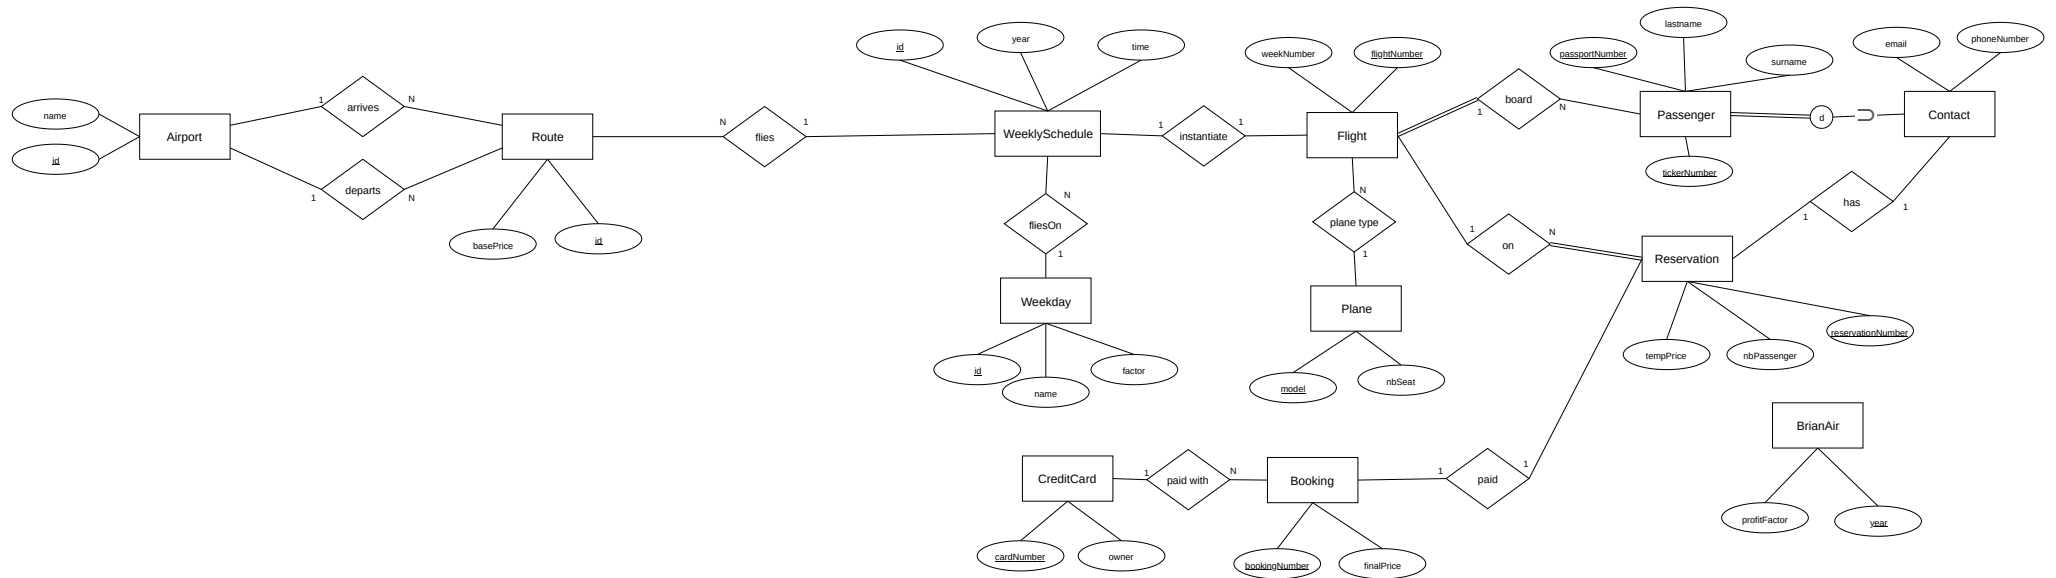 lastname
phoneNumber
email
year
id
time
weekNumber
flightNumber
passportNumber
surname
Airport
name
id
1
arrives
N
Route
N
flies
1
WeeklySchedule
1
instantiate
1
Flight
board
1
N
Passenger
d
Contact
tickerNumber
1
departs
N
basePrice
id
N
fliesOn
1
N
plane type
1
1
on
N
has
1
1
Reservation
Weekday
Plane
id
name
factor
model
nbSeat
tempPrice
nbPassenger
reservationNumber
BrianAir
profitFactor
year
CreditCard
1
paid with
N
Booking
1
paid
1
cardNumber
owner
bookingNumber
finalPrice